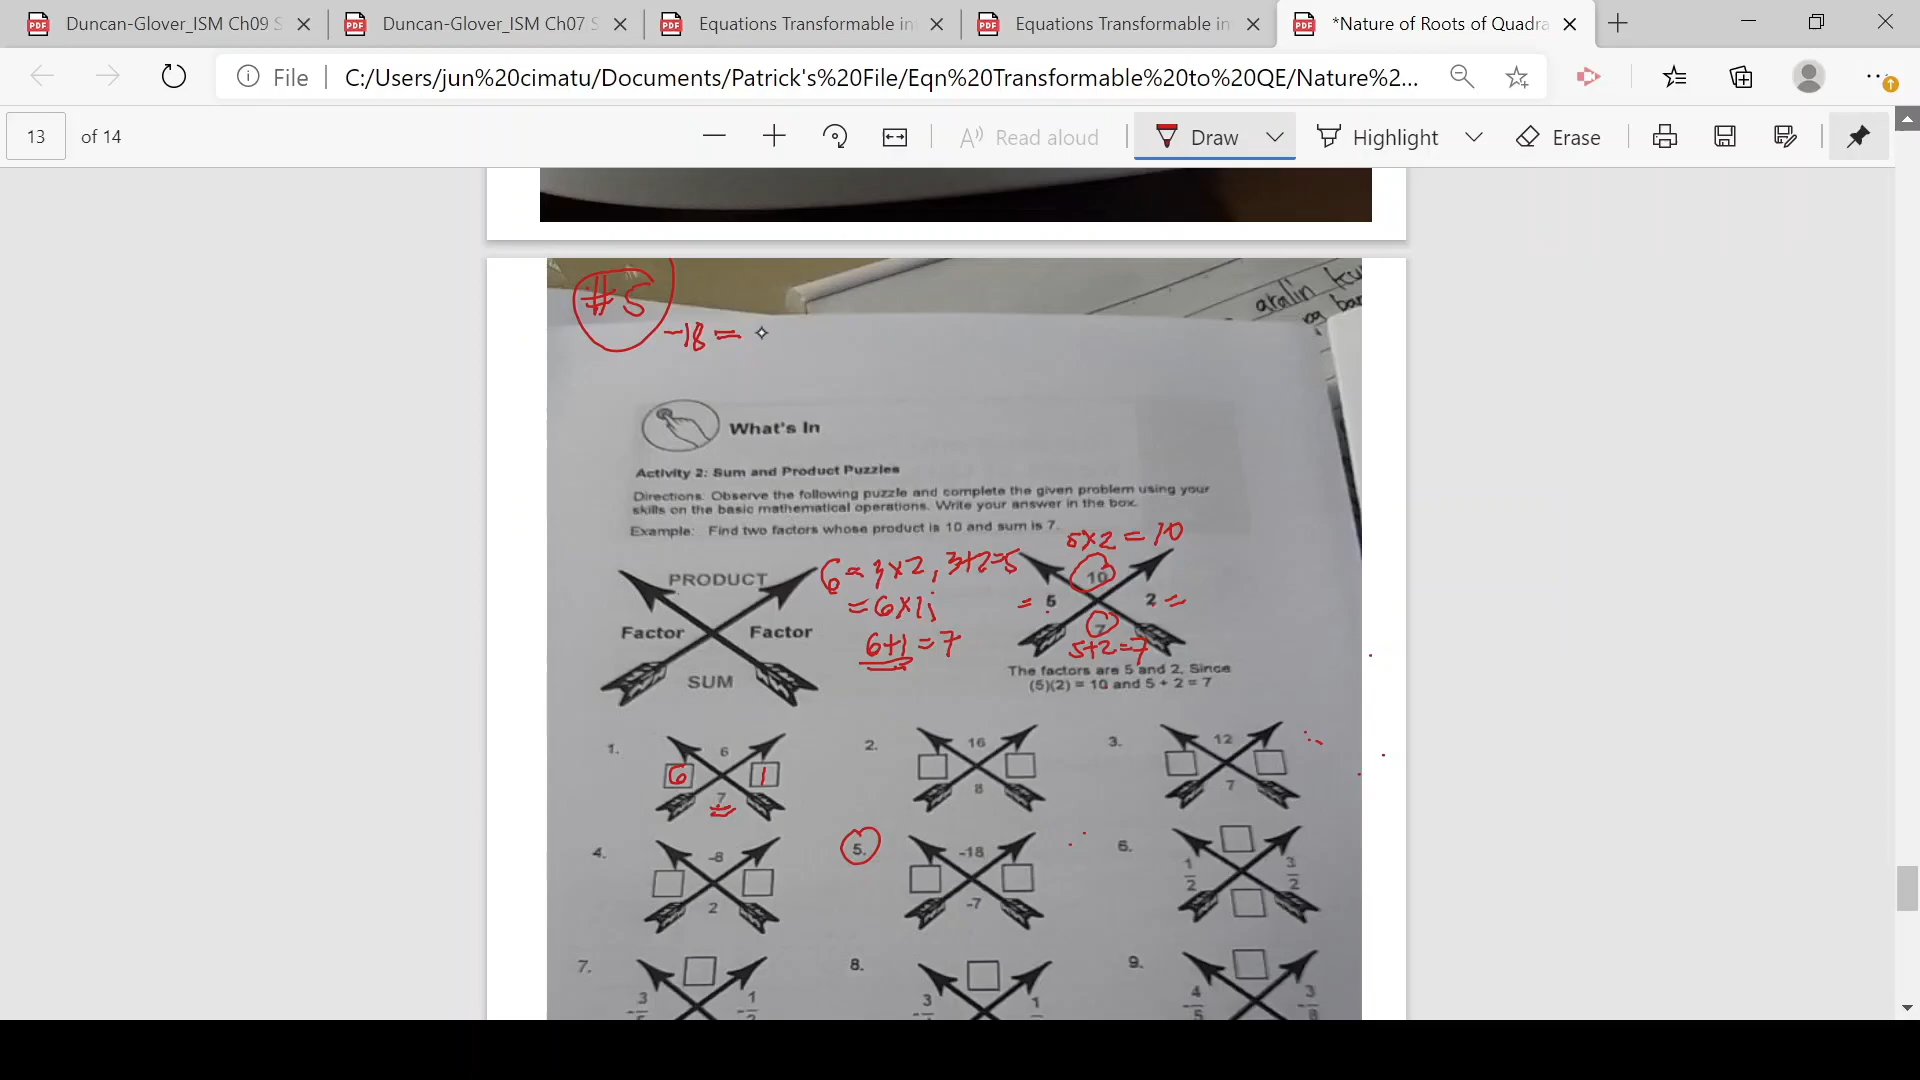 Duncan-Glover_ISM Ch09 S
Duncan-Glover_ISM Ch07 S
Equations Transformable in
Equations Transformable in
*Nature of Roots of Quadra
File
C:/Users/jun%20cimatu/Documents/Patrick's%20File/Eqn%20Transformable%20to%20QE/Nature%2...
13 of 14
Read aloud
Draw
Highlight
Erase
#5
-18 =
aralin
What's In
Activity 2: Sum and Product Puzzles
Directions: Observe the following puzzle and complete the given problem using your
skills on the basic mathematical operations. Write your answer in the box.
Example: Find two factors whose product is 10 and sum is 7.
5x2 = 10
PRODUCT
Factor Factor
SUM
6 = 3x2, 3+2=5
= 6x1;
6+1 = 7
10
= 5 2 =
7
5+2=7
The factors are 5 and 2, Since
(5)(2) = 10 and 5 + 2 = 7
1. 6
6 1
7
2. 16
8
3. 12
7
4. -8
2
5. -18
-7
6. 1/2 3/2
7.
8.
9.